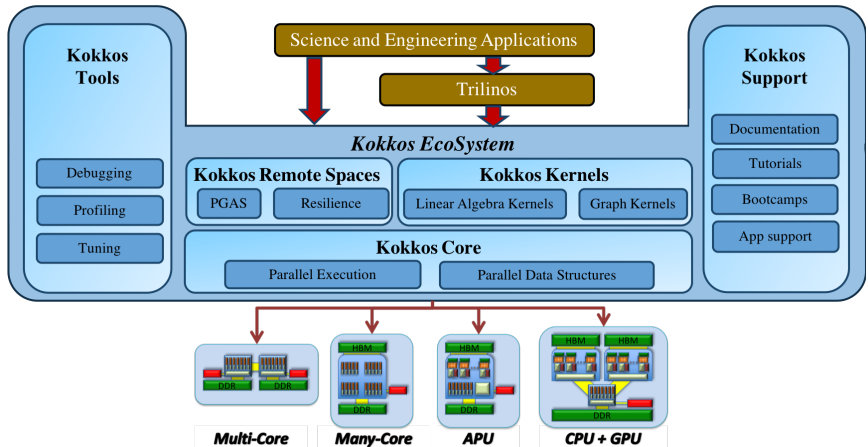 Kokkos
Tools
Debugging
Profiling
Tuning
Science and Engineering Applications
Trilinos
Kokkos EcoSystem
Kokkos Remote Spaces
PGAS
Resilience
Kokkos Kernels
Linear Algebra Kernels
Graph Kernels
Kokkos Core
Parallel Execution
Parallel Data Structures
Kokkos
Support
Documentation
Tutorials
Bootcamps
App support
DDR
DDR
Multi-Core
HBM
DDR
Many-Core
HBM
DDR
APU
HBM
HBM
DDR
CPU + GPU